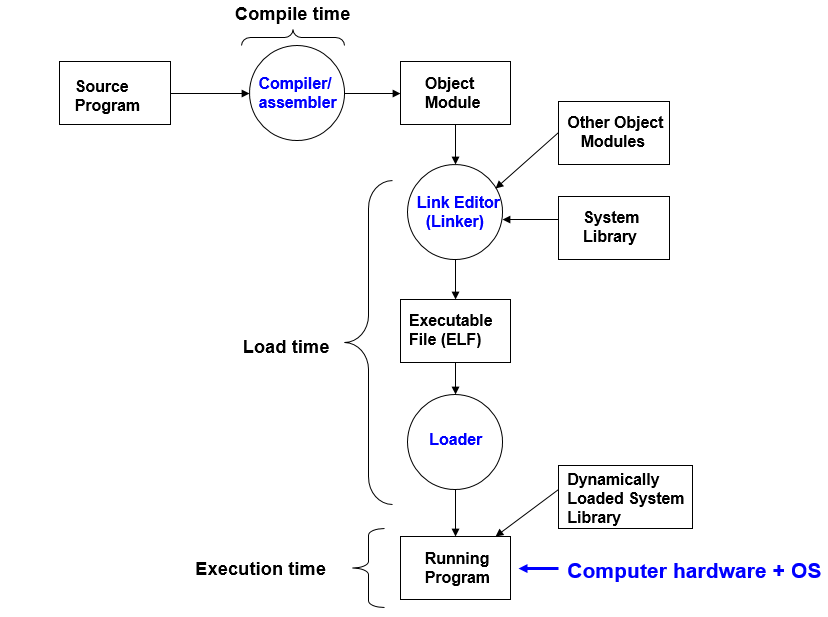 Compile time
Source
Program
Compiler/
assembler
Object
Module
Other Object
Modules
Link Editor
(Linker)
System
Library
Load time
Executable
File (ELF)
Loader
Dynamically
Loaded System
Library
Execution time
Running
Program
Computer hardware + OS